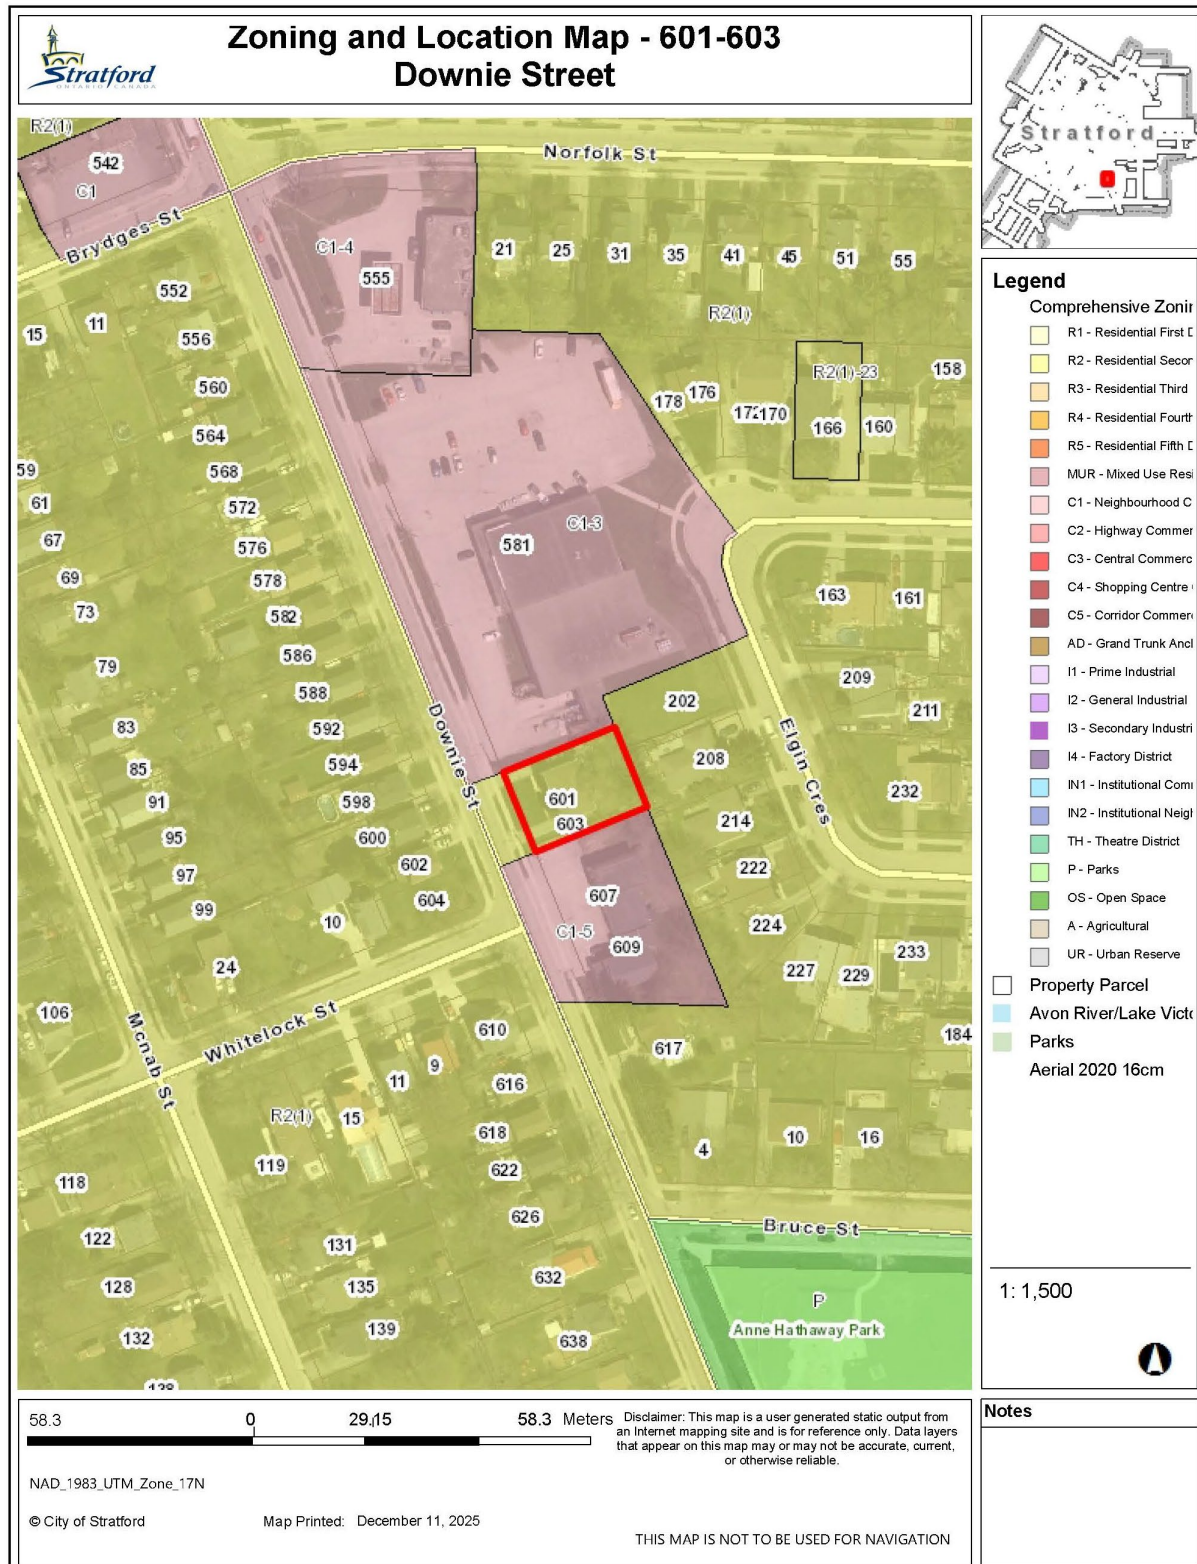 Stratford
ONTARIO CANADA
Zoning and Location Map - 601-603
Downie Street
Stratford
R2(1)
542
C1
Brydges St
Norfolk St
C1-4
555
21
25
31
35
41
45
51
55
R2(1)
552
15
11
556
560
564
59
568
61
572
67
576
69
578
73
582
586
79
588
83
592
85
594
91
598
95
600
97
602
99
604
10
24
178
176
172
170
R2(1)-23
166
160
158
C1-3
581
163
161
209
211
202
208
232
214
222
224
227
229
233
184
Elgin Cres
Downie St
601
603
607
C1-5
609
106
Mcnab St
Whitelock St
610
9
11
616
R2(1)
15
618
119
622
118
626
122
131
128
135
632
132
139
638
138
617
4
10
16
Bruce St
P
Anne Hathaway Park
Legend
Comprehensive Zonin
R1 - Residential First D
R2 - Residential Secon
R3 - Residential Third
R4 - Residential Fourth
R5 - Residential Fifth D
MUR - Mixed Use Resi
C1 - Neighbourhood C
C2 - Highway Commer
C3 - Central Commerc
C4 - Shopping Centre
C5 - Corridor Commerc
AD - Grand Trunk Anci
I1 - Prime Industrial
I2 - General Industrial
I3 - Secondary Industri
I4 - Factory District
IN1 - Institutional Com
IN2 - Institutional Neigh
TH - Theatre District
P - Parks
OS - Open Space
A - Agricultural
UR - Urban Reserve
Property Parcel
Avon River/Lake Victo
Parks
Aerial 2020 16cm
1: 1,500
58.3 0 29.15 58.3 Meters
NAD_1983_UTM_Zone_17N
© City of Stratford Map Printed: December 11, 2025
Disclaimer: This map is a user generated static output from
an Internet mapping site and is for reference only. Data layers
that appear on this map may or may not be accurate, current,
or otherwise reliable.
THIS MAP IS NOT TO BE USED FOR NAVIGATION
Notes